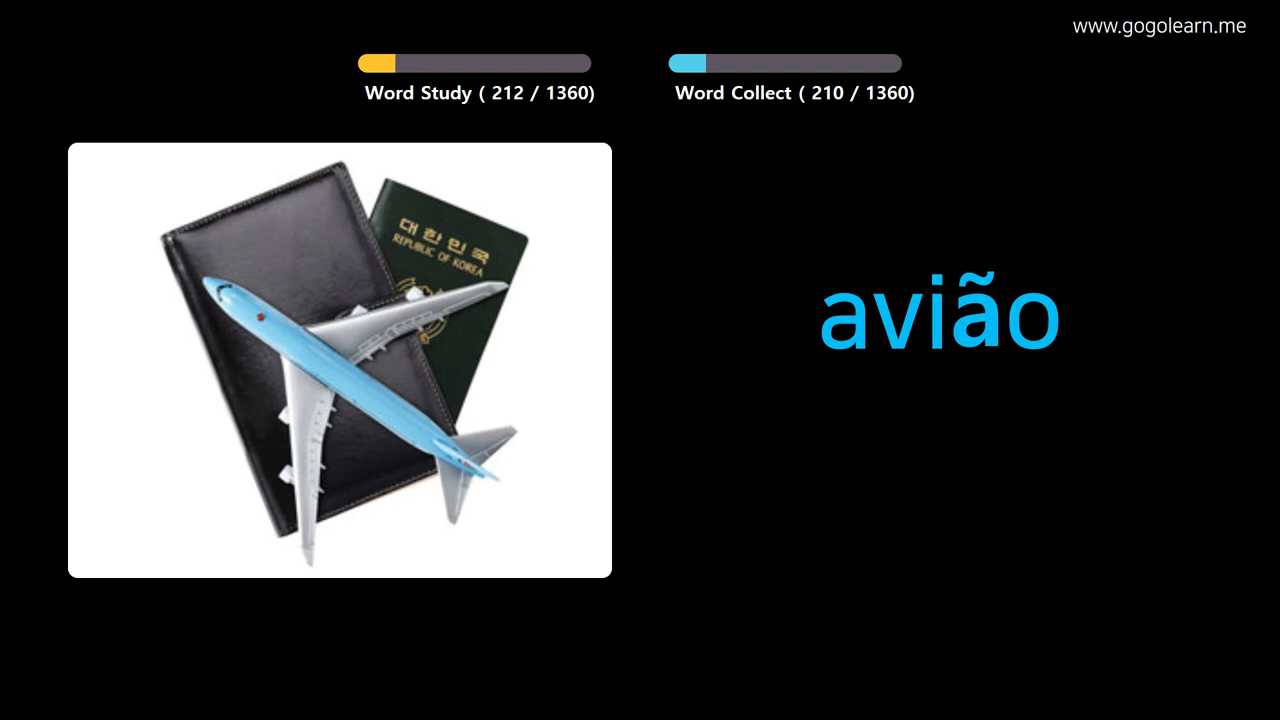 www.gogolearn.me
Word Study ( 212 / 1360)
Word Collect ( 210 / 1360)
대한민국
REPUBLIC OF KOREA
avião